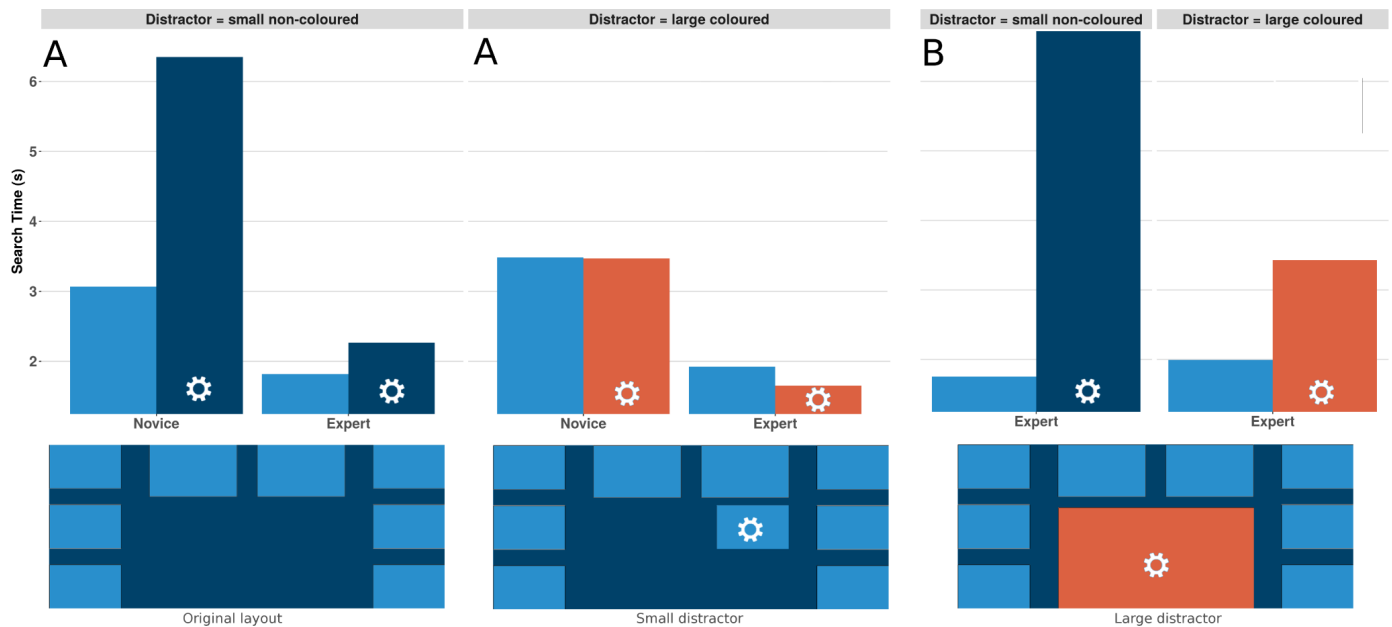 Distractor = small non-coloured
Distractor = large coloured
Distractor = small non-coloured
Distractor = large coloured
A
A
B
Search Time (s)
6
5
4
3
2
Novice
Expert
Novice
Expert
Expert
Expert
Original layout
Small distractor
Large distractor